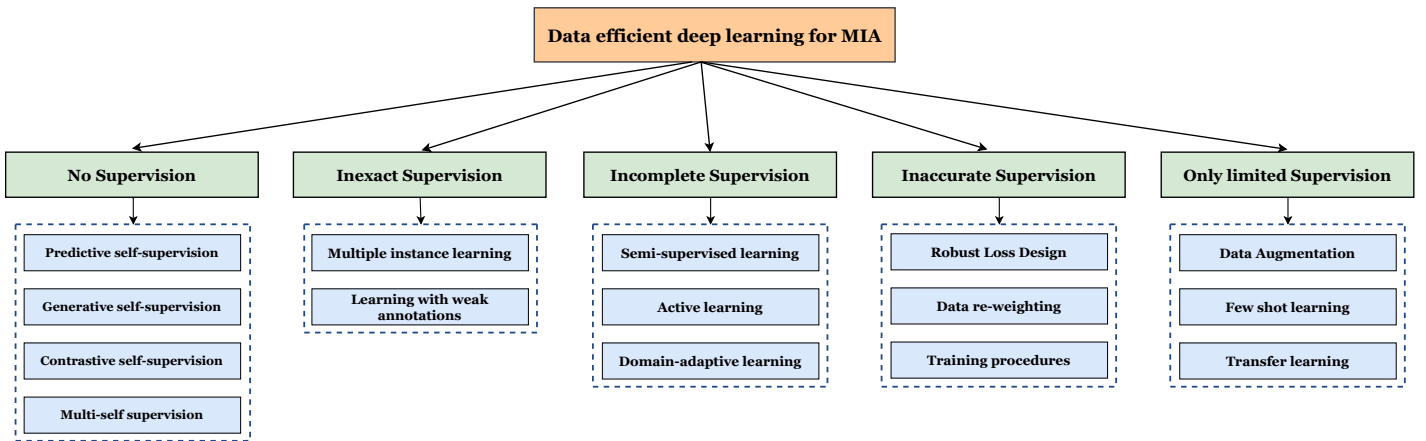 Data efficient deep learning for MIA
No Supervision
Inexact Supervision
Incomplete Supervision
Inaccurate Supervision
Only limited Supervision
Predictive self-supervision
Generative self-supervision
Contrastive self-supervision
Multi-self supervision
Multiple instance learning
Learning with weak
annotations
Semi-supervised learning
Active learning
Domain-adaptive learning
Robust Loss Design
Data re-weighting
Training procedures
Data Augmentation
Few shot learning
Transfer learning